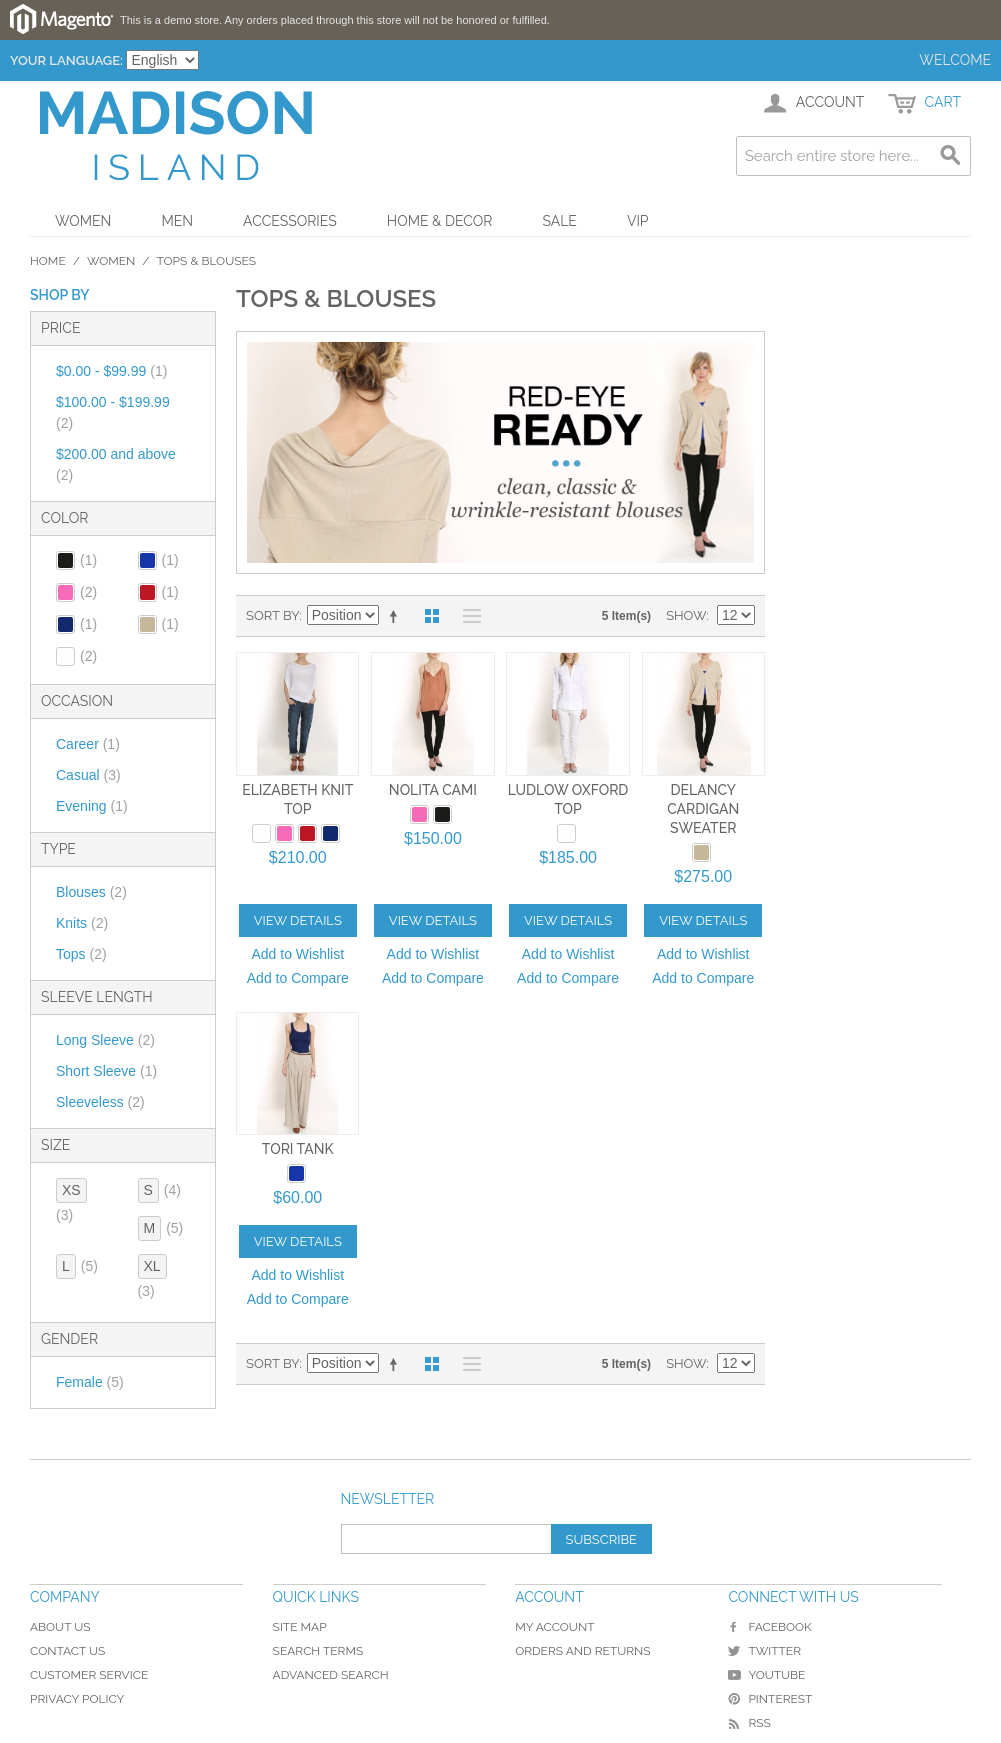 Magento This is a demo store. Any orders placed through this store will not be honored or fulfilled.
YOUR LANGUAGE: English WELCOME
MADISON
ISLAND
ACCOUNT CART
Search entire store here...
WOMEN MEN ACCESSORIES HOME & DECOR SALE VIP
HOME / WOMEN / TOPS & BLOUSES
SHOP BY
PRICE
$0.00 - $99.99 (1)
$100.00 - $199.99
(2)
$200.00 and above
(2)
COLOR
(1) (1)
(2) (1)
(1) (1)
(2)
OCCASION
Career (1)
Casual (3)
Evening (1)
TYPE
Blouses (2)
Knits (2)
Tops (2)
SLEEVE LENGTH
Long Sleeve (2)
Short Sleeve (1)
Sleeveless (2)
SIZE
XS (3)
S (4)
M (5)
L (5)
XL (3)
GENDER
Female (5)
TOPS & BLOUSES
RED-EYE
READY
clean, classic &
wrinkle-resistant blouses
SORT BY: Position 5 Item(s) SHOW: 12
ELIZABETH KNIT
TOP
$210.00
VIEW DETAILS
Add to Wishlist
Add to Compare
NOLITA CAMI
$150.00
VIEW DETAILS
Add to Wishlist
Add to Compare
LUDLOW OXFORD
TOP
$185.00
VIEW DETAILS
Add to Wishlist
Add to Compare
DELANCY
CARDIGAN
SWEATER
$275.00
VIEW DETAILS
Add to Wishlist
Add to Compare
TORI TANK
$60.00
VIEW DETAILS
Add to Wishlist
Add to Compare
SORT BY: Position 5 Item(s) SHOW: 12
NEWSLETTER
SUBSCRIBE
COMPANY
ABOUT US
CONTACT US
CUSTOMER SERVICE
PRIVACY POLICY
QUICK LINKS
SITE MAP
SEARCH TERMS
ADVANCED SEARCH
ACCOUNT
MY ACCOUNT
ORDERS AND RETURNS
CONNECT WITH US
FACEBOOK
TWITTER
YOUTUBE
PINTEREST
RSS